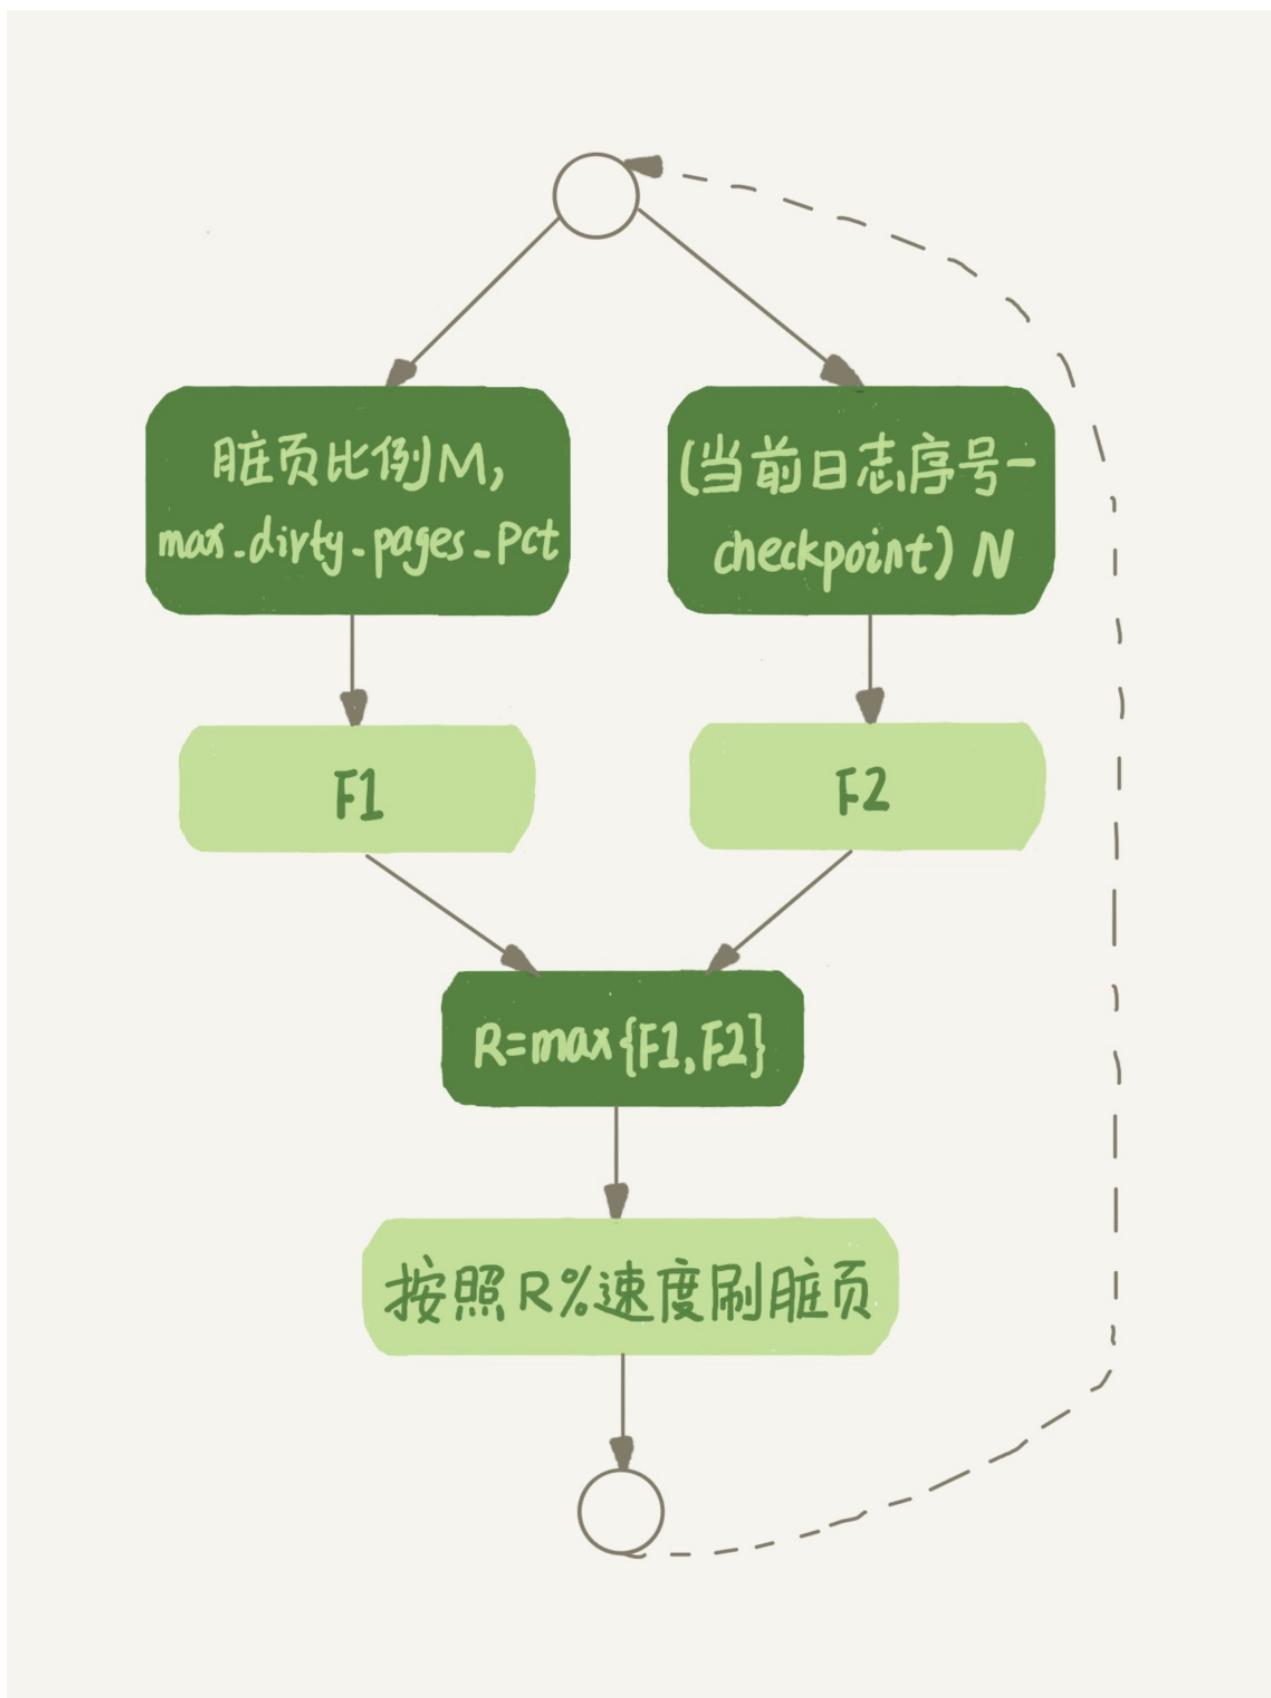 脏页比例M,
max_dirty_pages_Pct
(当前日志序号-
checkpoint) N
F1
F2
R=max{F1,F2}
按照R%速度刷脏页